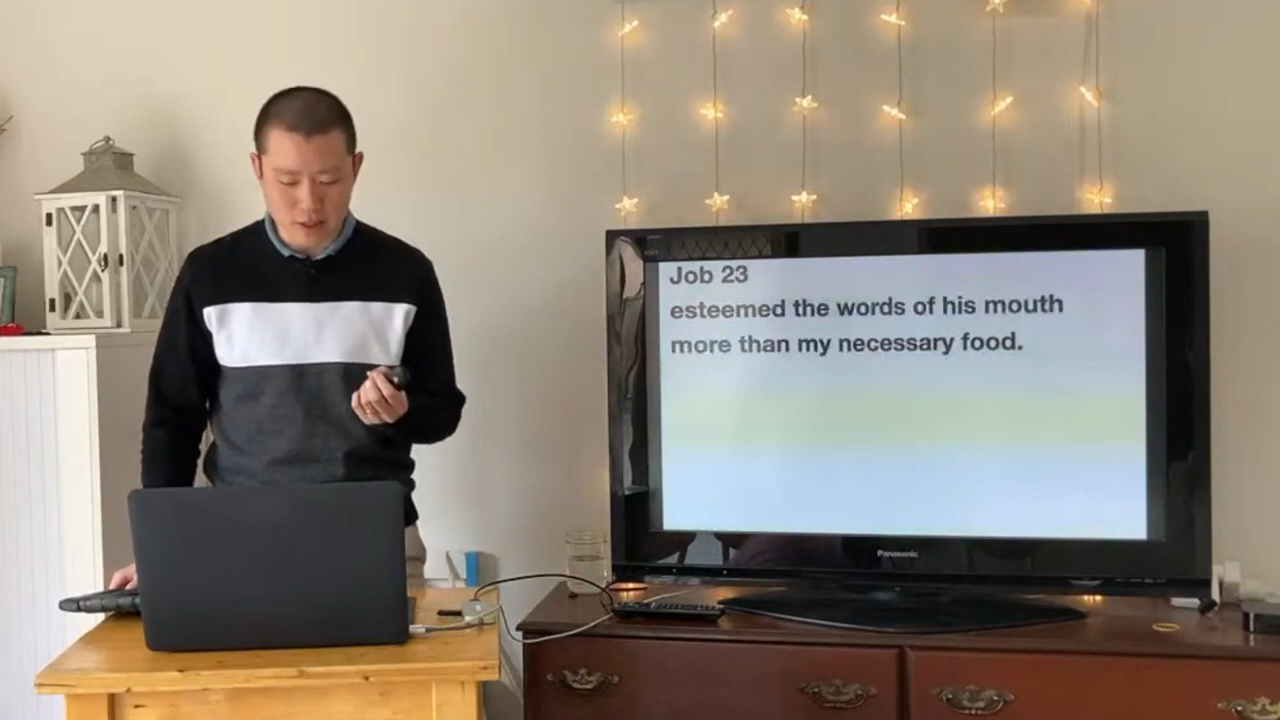 Job 23
esteemed the words of his mouth
more than my necessary food.
Panasonic